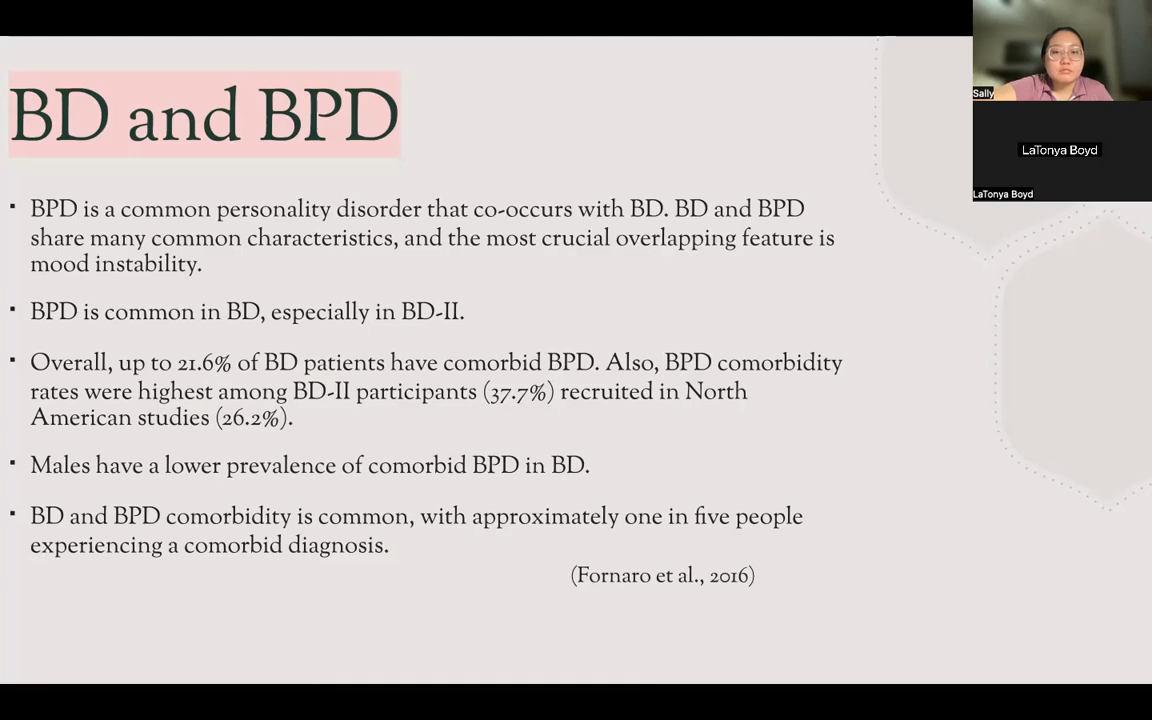 BD and BPD
▪ BPD is a common personality disorder that co-occurs with BD. BD and BPD
share many common characteristics, and the most crucial overlapping feature is
mood instability.
▪ BPD is common in BD, especially in BD-II.
▪ Overall, up to 21.6% of BD patients have comorbid BPD. Also, BPD comorbidity
rates were highest among BD-II participants (37.7%) recruited in North
American studies (26.2%).
▪ Males have a lower prevalence of comorbid BPD in BD.
▪ BD and BPD comorbidity is common, with approximately one in five people
experiencing a comorbid diagnosis.
(Fornaro et al., 2016)
Sally
LaTonya Boyd
LaTonya Boyd